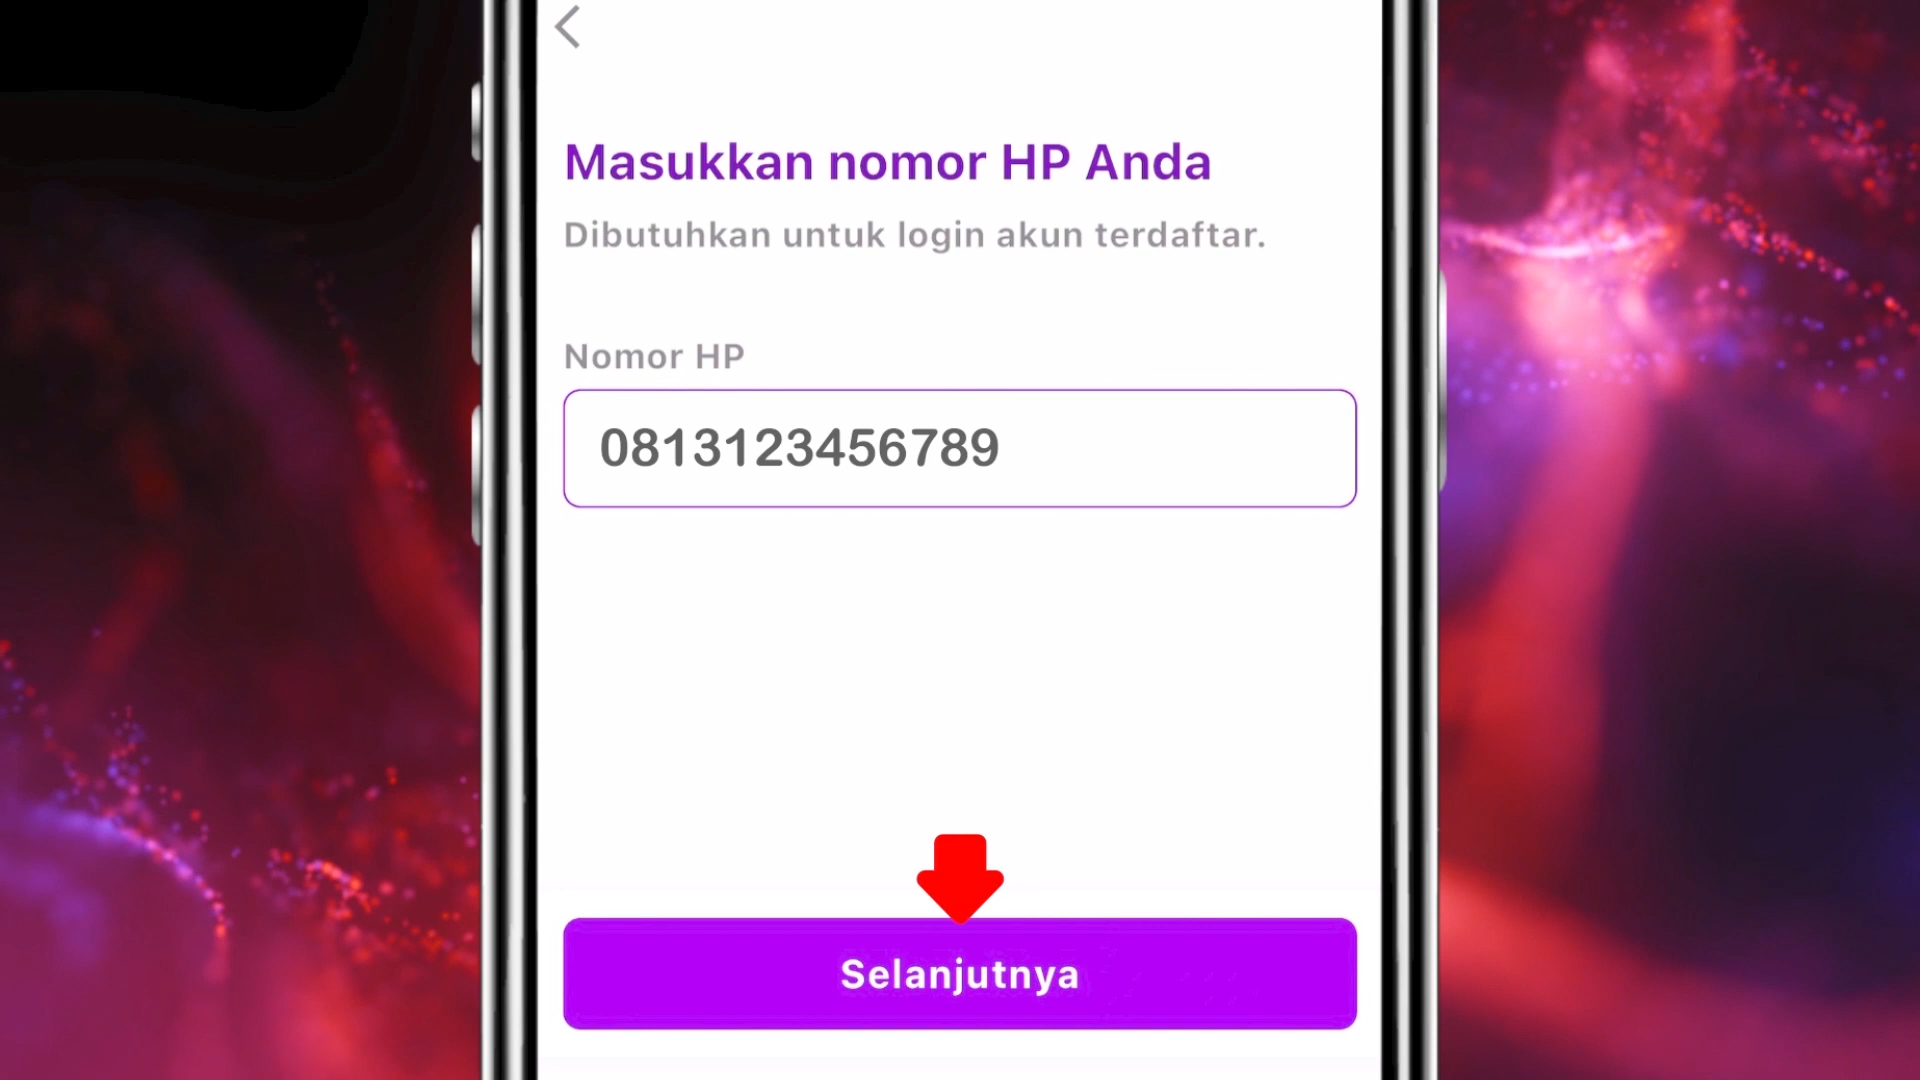 Masukkan nomor HP Anda
Dibutuhkan untuk login akun terdaftar.
Nomor HP
0813123456789
Selanjutnya